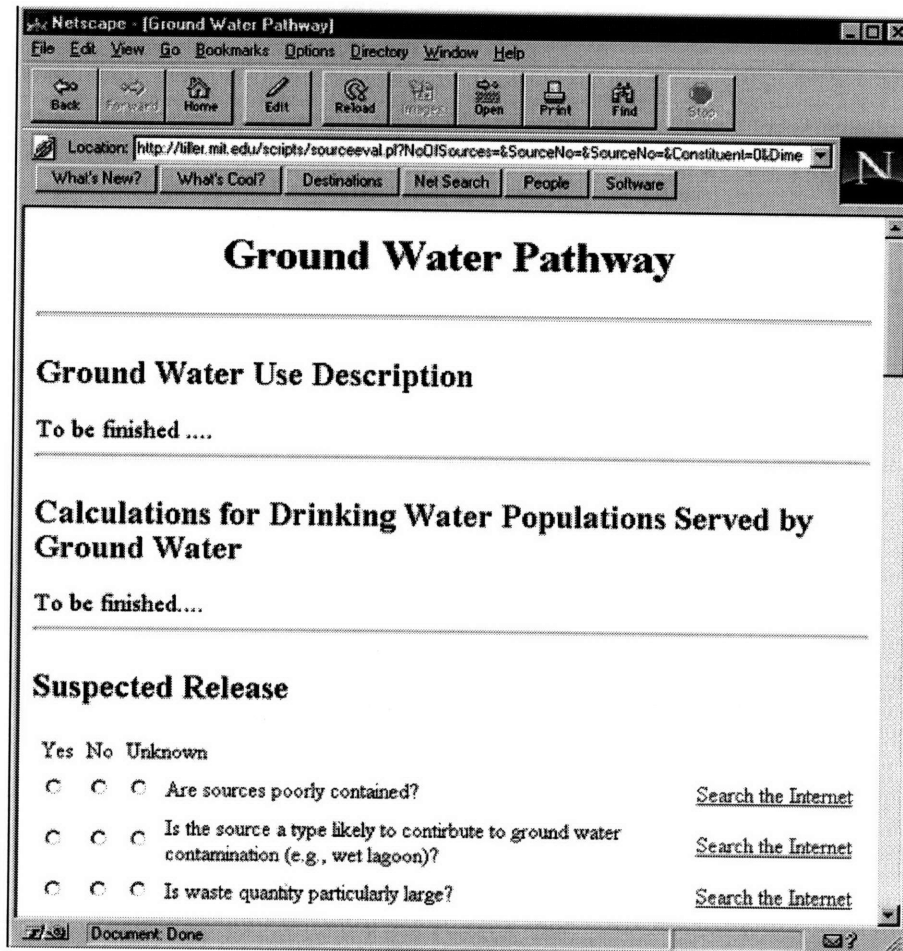 Netscape - [Ground Water Pathway]
File Edit View Go Bookmarks Options Directory Window Help
Back Forward Home Edit Reload Images Open Print Find Stop
Location: http://tiller.mit.edu/scripts/sourceeval.pl?NoOfSources=&SourceNo=&SourceNo=&Constituent=0&Dime
What's New? What's Cool? Destinations Net Search People Software
N
Ground Water Pathway
Ground Water Use Description
To be finished ....
Calculations for Drinking Water Populations Served by
Ground Water
To be finished....
Suspected Release
Yes No Unknown
Are sources poorly contained? Search the Internet
Is the source a type likely to contirbute to ground water
contamination (e.g., wet lagoon)? Search the Internet
Is waste quantity particularly large? Search the Internet
Document: Done